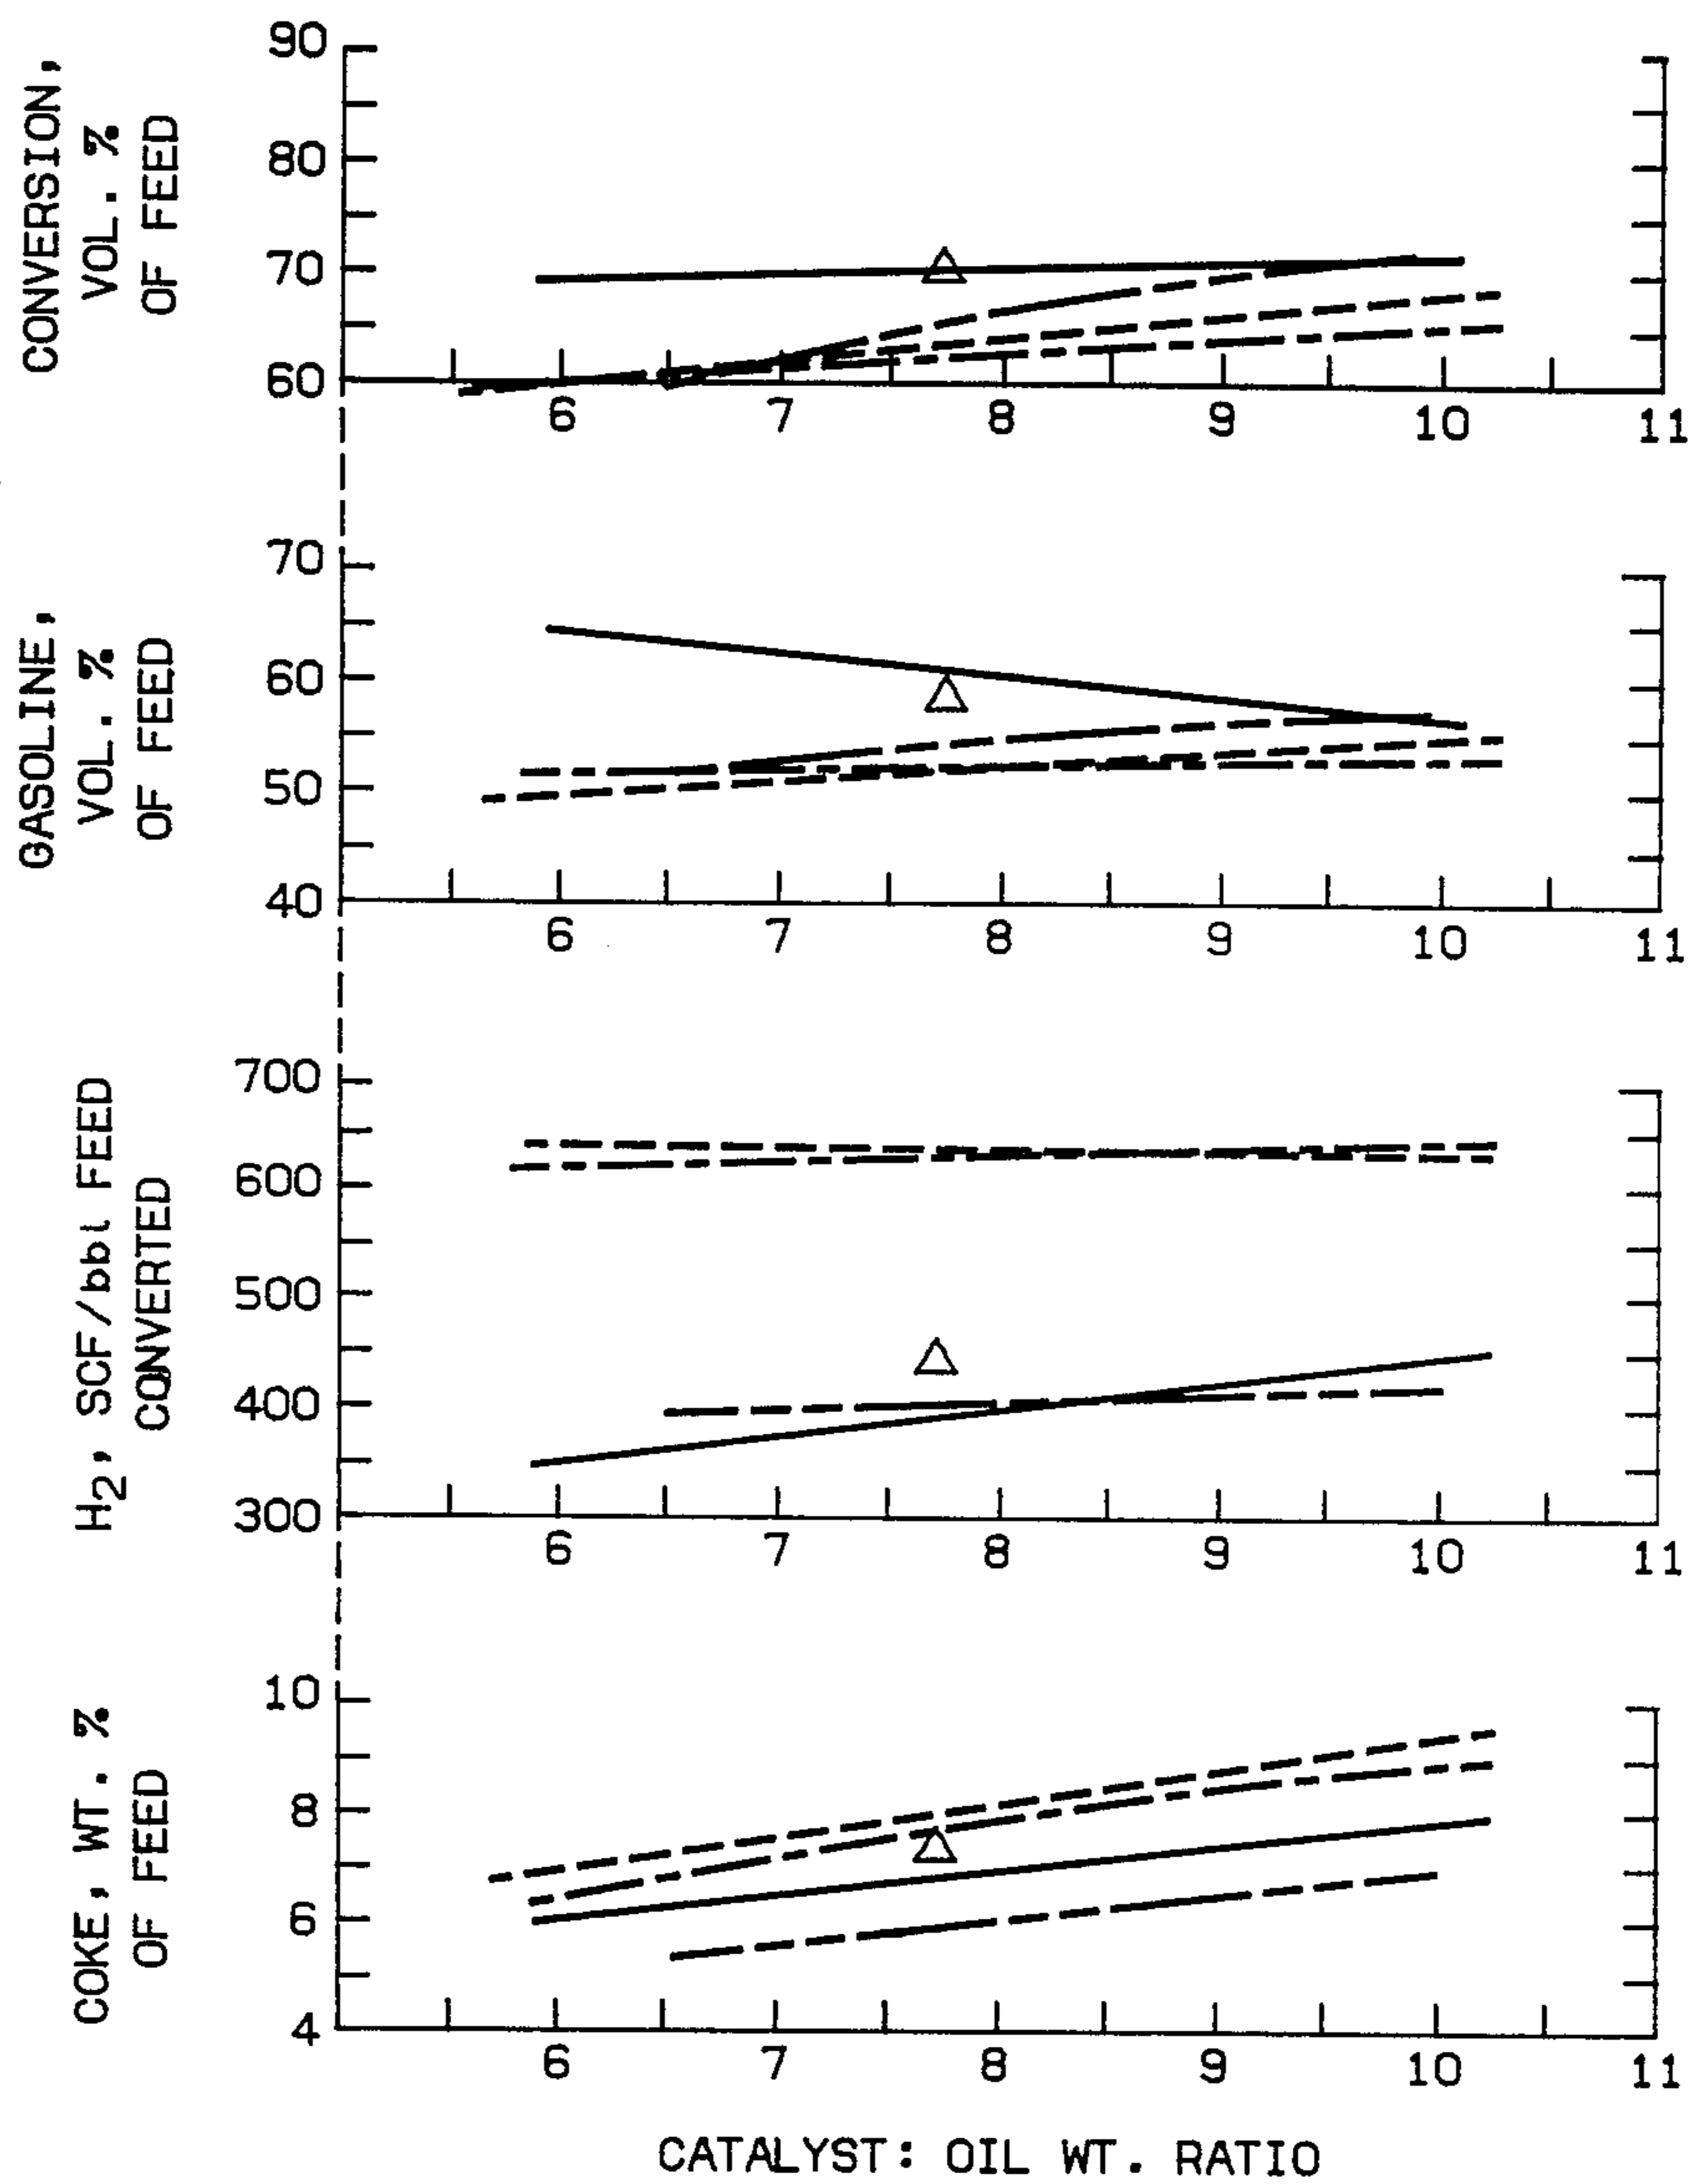 CONVERSION,
VOL. %
OF FEED
90
80
70
60
6 7 8 9 10 11
GASOLINE,
VOL. %
OF FEED
70
60
50
40
6 7 8 9 10 11
H₂, SCF/bbl FEED
CONVERTED
700
600
500
400
300
6 7 8 9 10 11
COKE, WT. %
OF FEED
10
8
6
4
6 7 8 9 10 11
CATALYST: OIL WT. RATIO